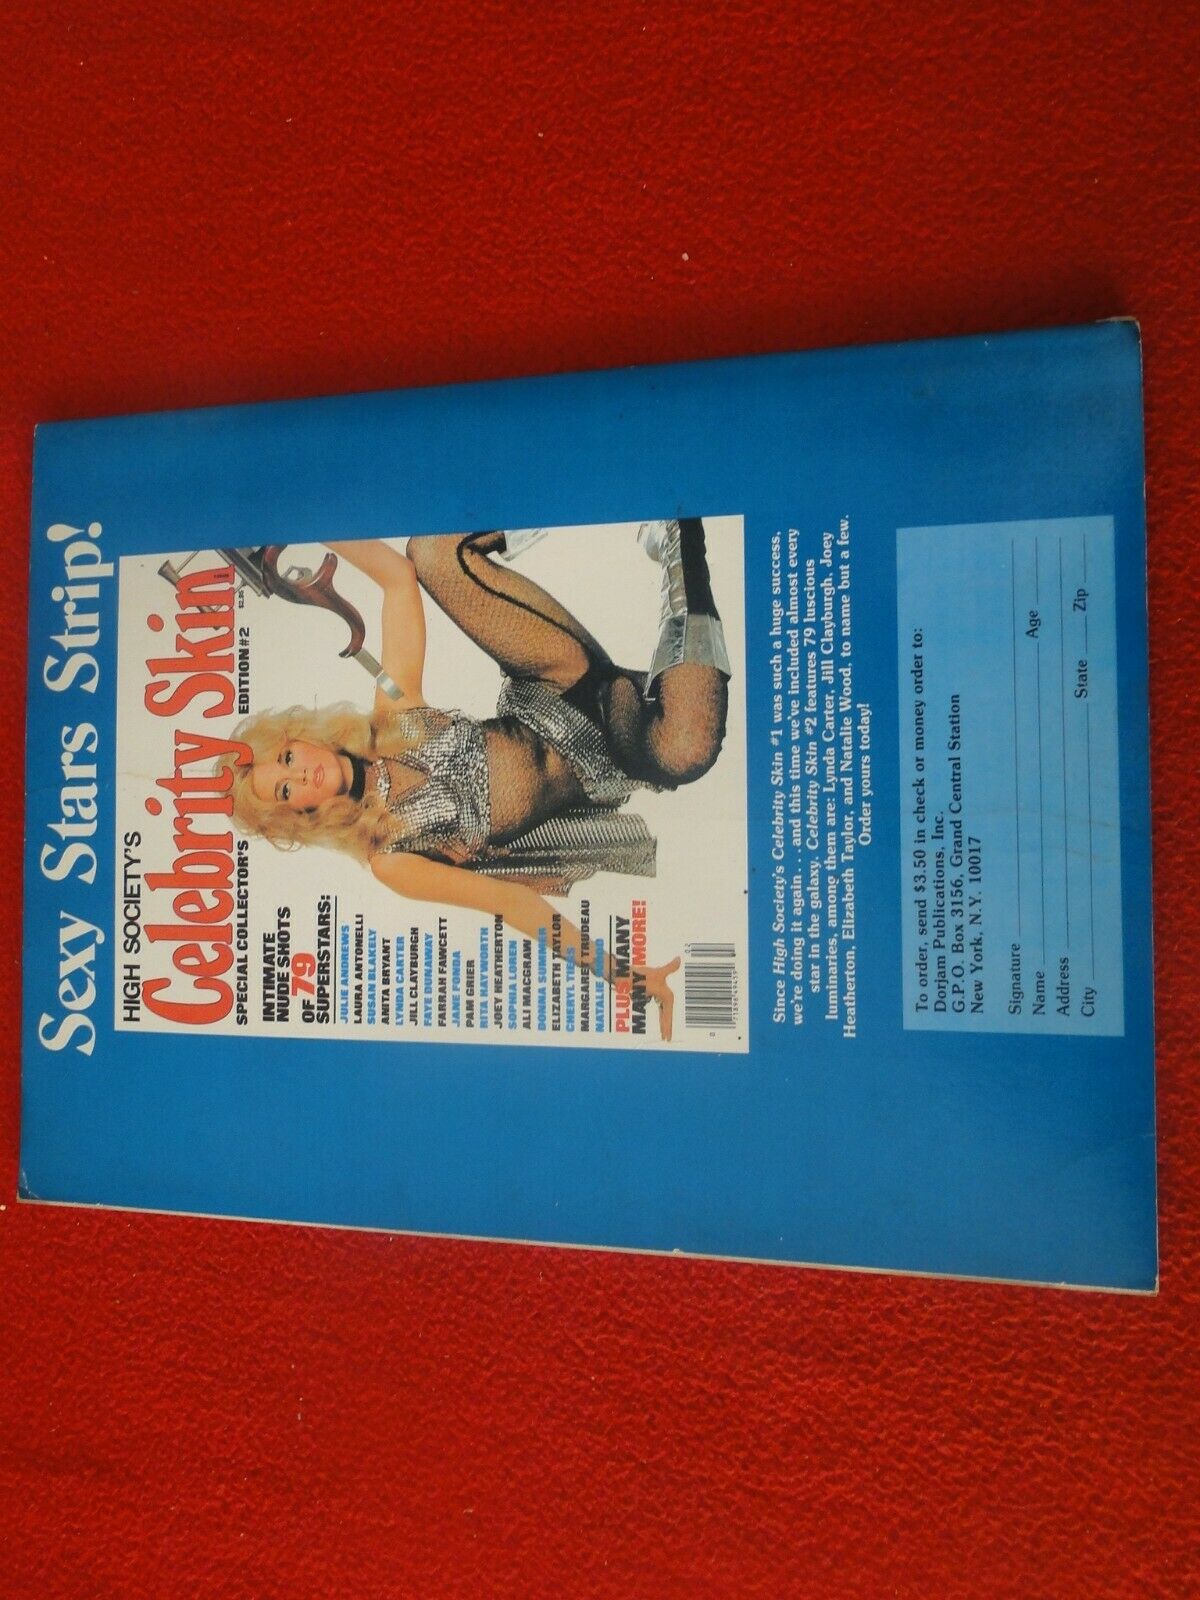 Sexy Stars Strip!
HIGH SOCIETY'S
Celebrity Skin
SPECIAL COLLECTOR'S EDITION #2
$2.95
INTIMATE
NUDE SHOTS
OF 79
SUPERSTARS:
JULIE ANDREWS
LAURA ANTONELLI
SUSAN BLAKELY
ANITA BRYANT
LYNDA CARTER
JILL CLAYBURGH
FAYE DUNAWAY
FARRAH FAWCETT
JANE FONDA
PAM GRIER
RITA HAYWORTH
JOEY HEATHERTON
SOPHIA LOREN
ALI MACGRAW
DONNA SUMMER
CHERYL TIEGS
ELIZABETH TAYLOR
MARGARET TRUDEAU
NATALIE WOOD
PLUS MANY
MANY MORE!
02
Since High Society's Celebrity Skin #1 was such a huge success,
we're doing it again . . . and this time we've included almost every
star in the galaxy. Celebrity Skin #2 features 79 luscious
luminaries, among them are: Lynda Carter, Jill Clayburgh, Joey
Heatherton, Elizabeth Taylor, and Natalie Wood, to name but a few.
Order yours today!
To order, send $3.50 in check or money order to:
Dorjam Publications, Inc.
G.P.O. Box 3156, Grand Central Station
New York, N.Y. 10017
Signature
Name Age
Address
City State Zip